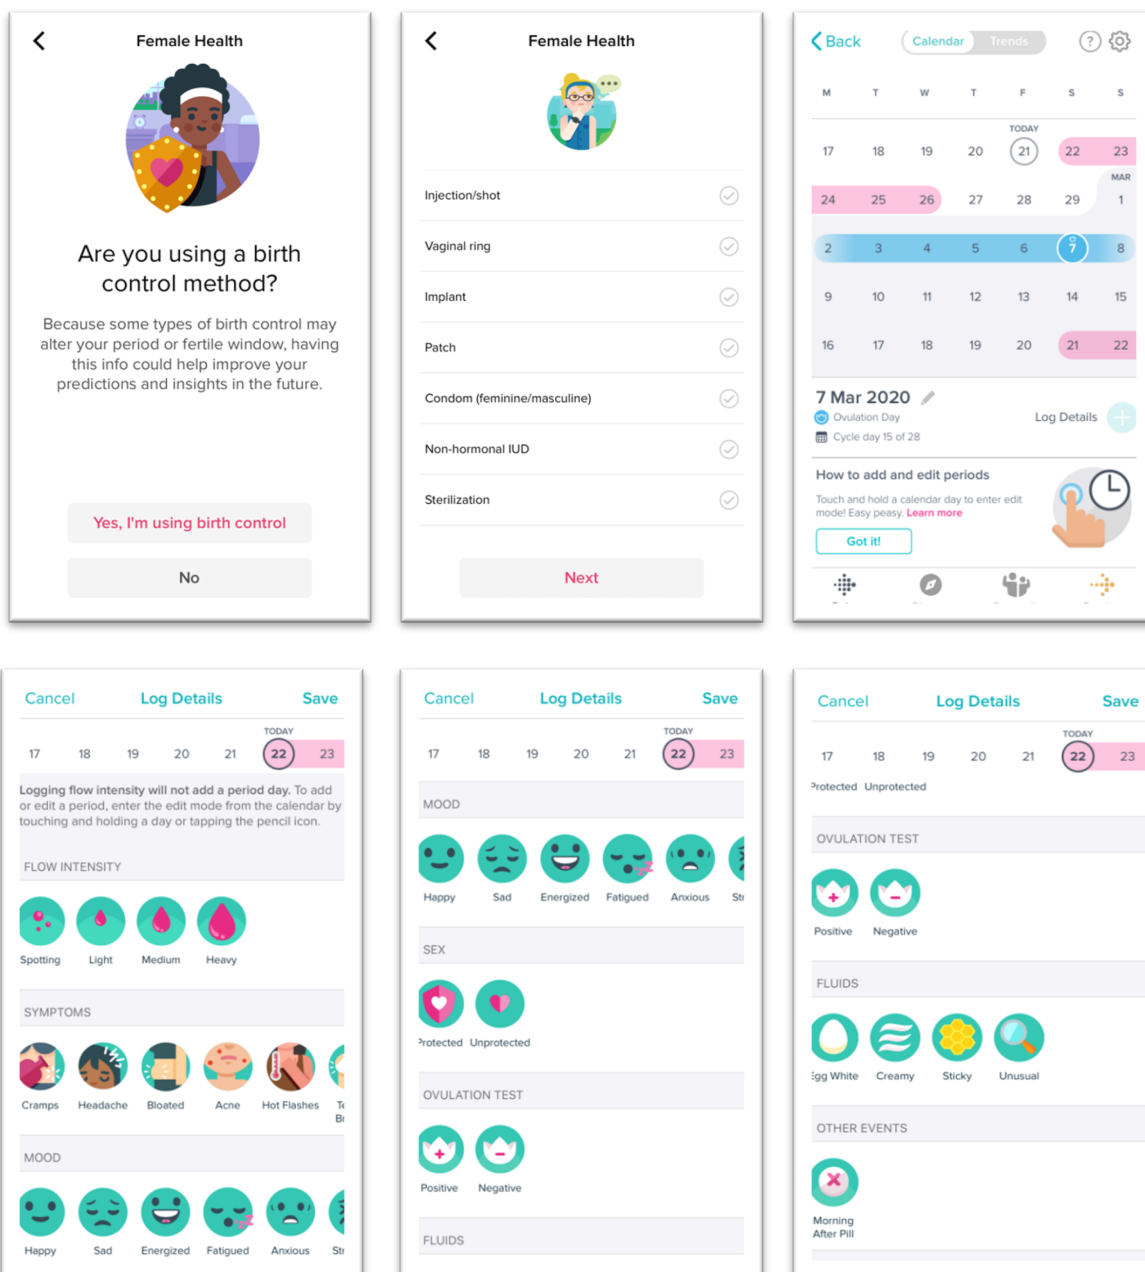 Female Health
Are you using a birth
control method?
Because some types of birth control may
alter your period or fertile window, having
this info could help improve your
predictions and insights in the future.
Yes, I'm using birth control
No
Female Health
Injection/shot
Vaginal ring
Implant
Patch
Condom (feminine/masculine)
Non-hormonal IUD
Sterilization
Next
Back
Calendar Trends ?
M T W T F S S
TODAY
17 18 19 20 21 22 23
MAR
24 25 26 27 28 29 1
2 3 4 5 6 7 8
9 10 11 12 13 14 15
16 17 18 19 20 21 22
7 Mar 2020
Ovulation Day
Log Details
Cycle day 15 of 28
How to add and edit periods
Touch and hold a calendar day to enter edit
mode! Easy peasy. Learn more
Got it!
Cancel Log Details Save
TODAY
17 18 19 20 21 22 23
Logging flow intensity will not add a period day. To add
or edit a period, enter the edit mode from the calendar by
touching and holding a day or tapping the pencil icon.
FLOW INTENSITY
Spotting Light Medium Heavy
SYMPTOMS
Cramps Headache Bloated Acne Hot Flashes
MOOD
Happy Sad Energized Fatigued Anxious
Cancel Log Details Save
TODAY
17 18 19 20 21 22 23
MOOD
Happy Sad Energized Fatigued Anxious
SEX
Protected Unprotected
OVULATION TEST
Positive Negative
FLUIDS
Cancel Log Details Save
TODAY
17 18 19 20 21 22 23
Protected Unprotected
OVULATION TEST
Positive Negative
FLUIDS
Egg White Creamy Sticky Unusual
OTHER EVENTS
Morning
After Pill